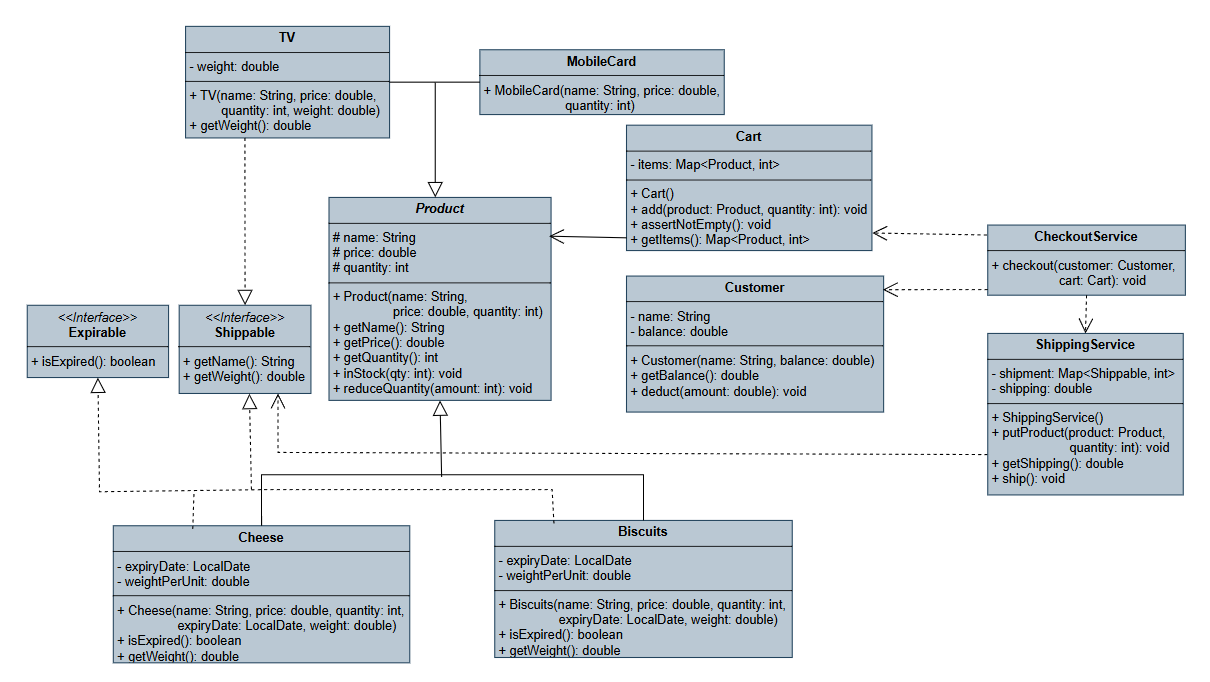 TV
- weight: double
+ TV(name: String, price: double,
quantity: int, weight: double)
+ getWeight(): double
MobileCard
+ MobileCard(name: String, price: double,
quantity: int)
Cart
- items: Map<Product, int>
+ Cart()
+ add(product: Product, quantity: int): void
+ assertNotEmpty(): void
+ getItems(): Map<Product, int>
Product
# name: String
# price: double
# quantity: int
+ Product(name: String,
price: double, quantity: int)
+ getName(): String
+ getPrice(): double
+ getQuantity(): int
+ inStock(qty: int): void
+ reduceQuantity(amount: int): void
CheckoutService
+ checkout(customer: Customer,
cart: Cart): void
Customer
- name: String
- balance: double
+ Customer(name: String, balance: double)
+ getBalance(): double
+ deduct(amount: double): void
<<Interface>>
Expirable
+ isExpired(): boolean
<<Interface>>
Shippable
+ getName(): String
+ getWeight(): double
ShippingService
- shipment: Map<Shippable, int>
- shipping: double
+ ShippingService()
+ putProduct(product: Product,
quantity: int): void
+ getShipping(): double
+ ship(): void
Cheese
- expiryDate: LocalDate
- weightPerUnit: double
+ Cheese(name: String, price: double, quantity: int,
expiryDate: LocalDate, weight: double)
+ isExpired(): boolean
+ getWeight(): double
Biscuits
- expiryDate: LocalDate
- weightPerUnit: double
+ Biscuits(name: String, price: double, quantity: int,
expiryDate: LocalDate, weight: double)
+ isExpired(): boolean
+ getWeight(): double